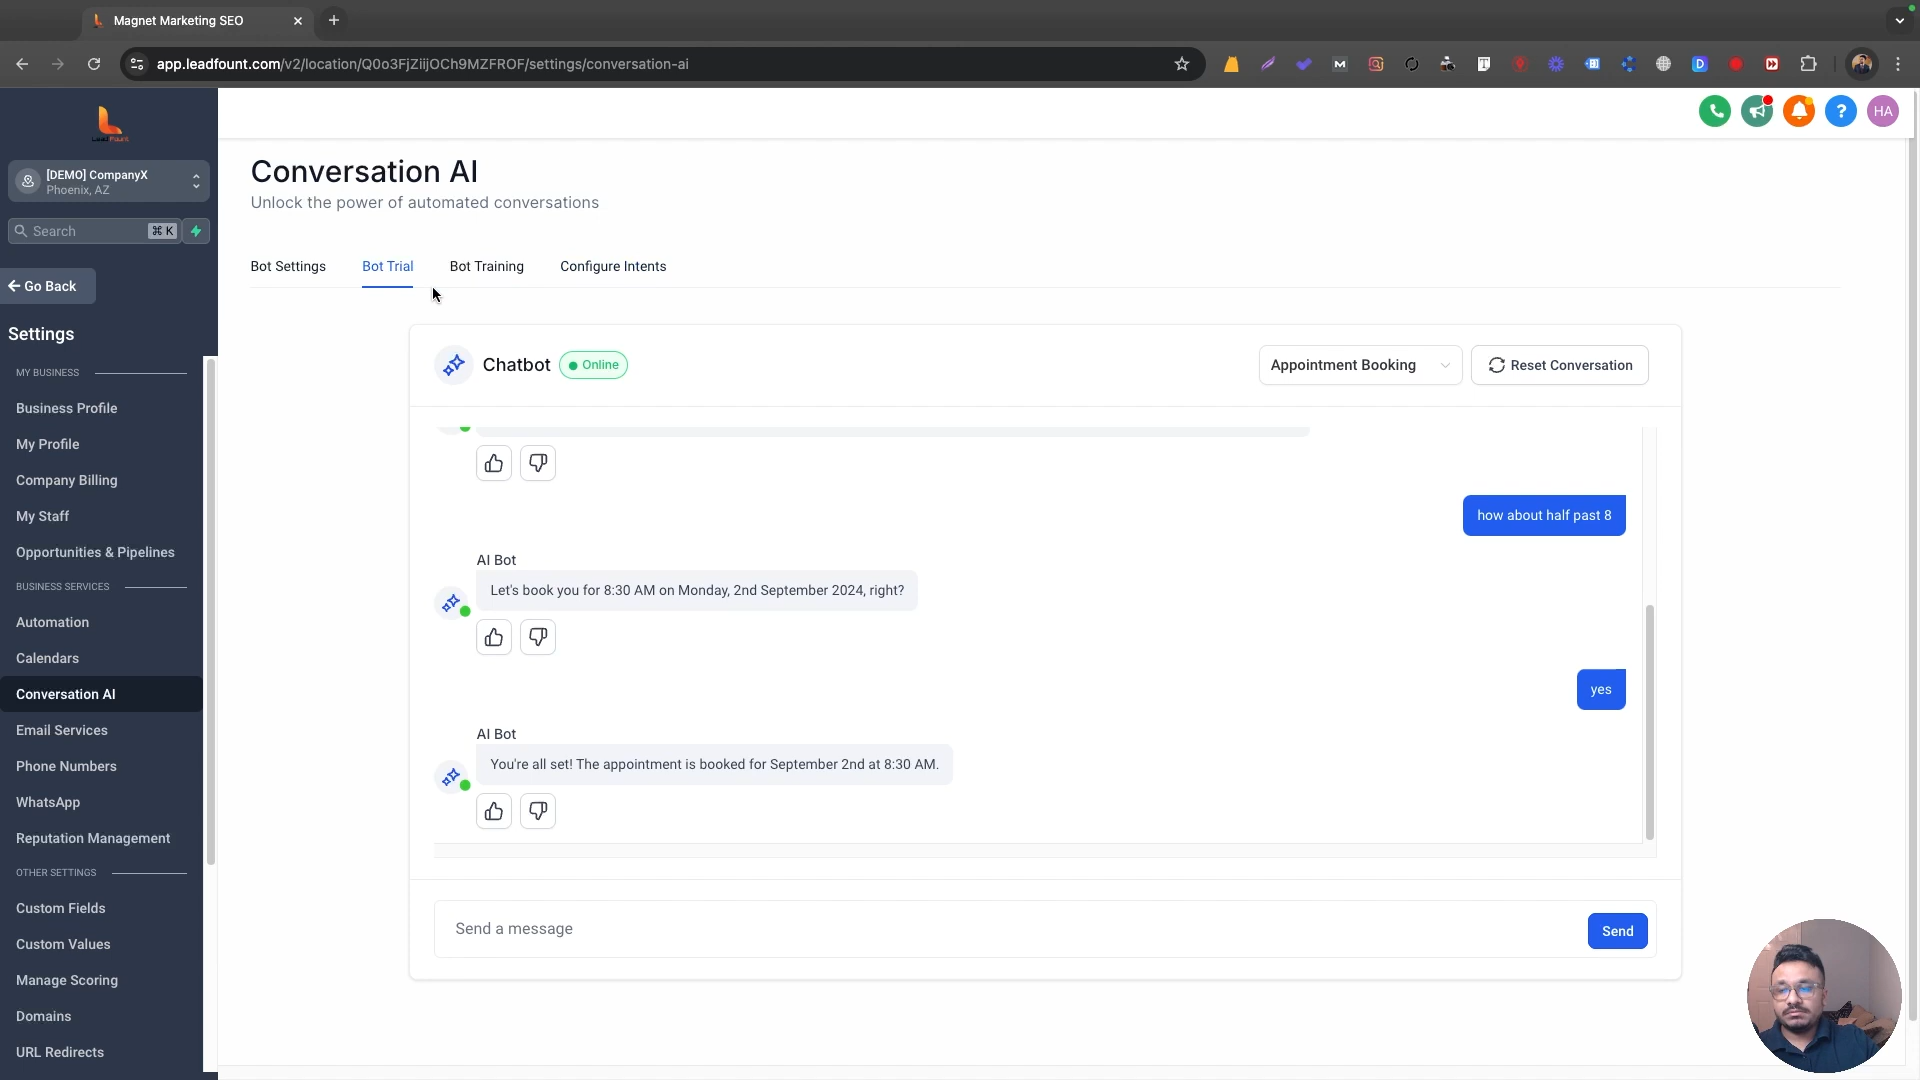 Magnet Marketing SEO
app.leadfount.com/v2/location/Q0o3FjZiijOCh9MZFROF/settings/conversation-ai
HA
[DEMO] CompanyX
Phoenix, AZ
Search ⌘ K
Go Back
Settings
MY BUSINESS
Business Profile
My Profile
Company Billing
My Staff
Opportunities & Pipelines
BUSINESS SERVICES
Automation
Calendars
Conversation AI
Email Services
Phone Numbers
WhatsApp
Reputation Management
OTHER SETTINGS
Custom Fields
Custom Values
Manage Scoring
Domains
URL Redirects
Conversation AI
Unlock the power of automated conversations
Bot Settings Bot Trial Bot Training Configure Intents
Chatbot Online Appointment Booking Reset Conversation
how about half past 8
AI Bot
Let's book you for 8:30 AM on Monday, 2nd September 2024, right?
yes
AI Bot
You're all set! The appointment is booked for September 2nd at 8:30 AM.
Send a message Send